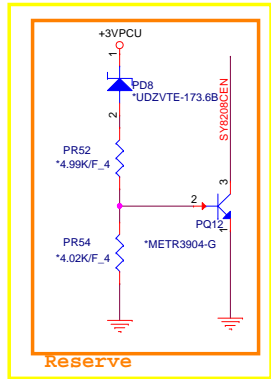 +3VPCU
1
PD8
*UDZVTE-173.6B
2
SY8208CEN
PR52
*4.99K/F_4
3
2
PQ12
1
PR54
*4.02K/F_4
*METR3904-G
Reserve